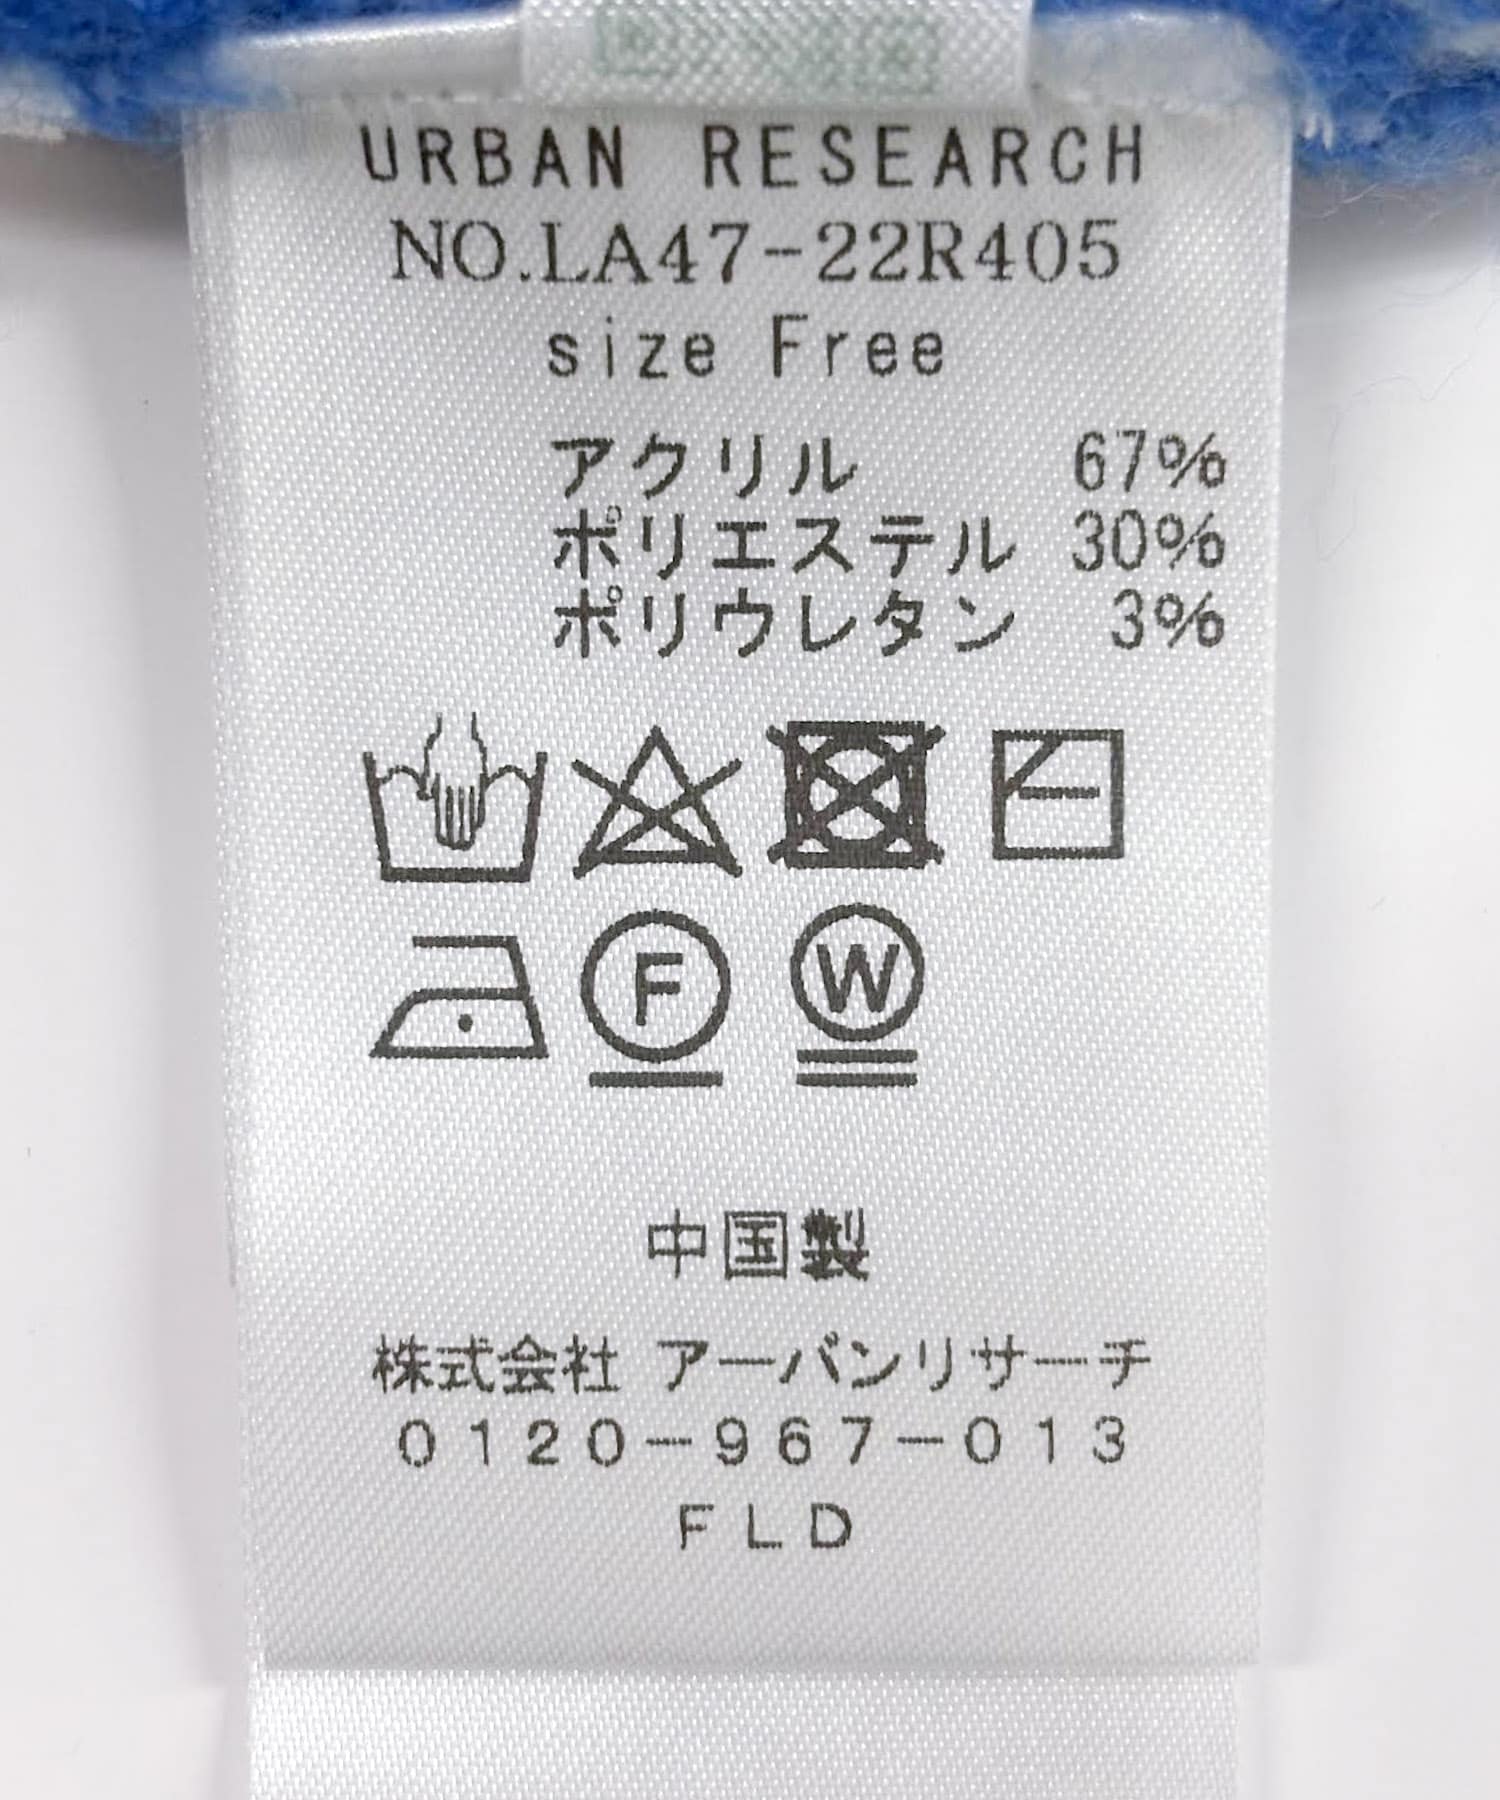 URBAN RESEARCH
NO.LA47-22R405
size Free
アクリル 67%
ポリエステル 30%
ポリウレタン 3%
F W
中国製
株式会社 アーバンリサーチ
0120-967-013
FLD